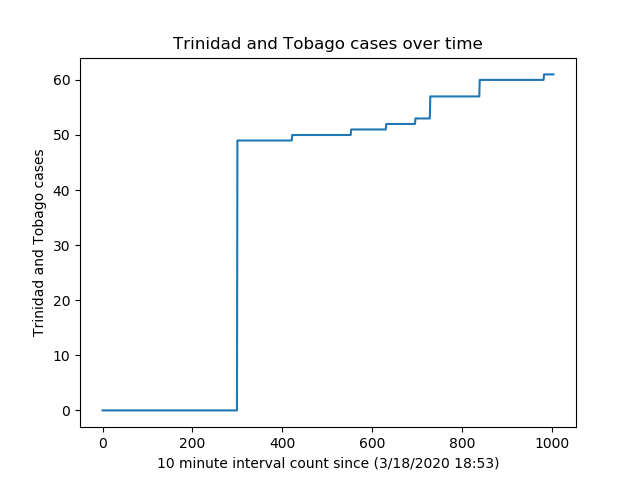 Trinidad and Tobago cases over time
60
50
40
30
20
10
0
Trinidad and Tobago cases
0 200 400 600 800 1000
10 minute interval count since (3/18/2020 18:53)